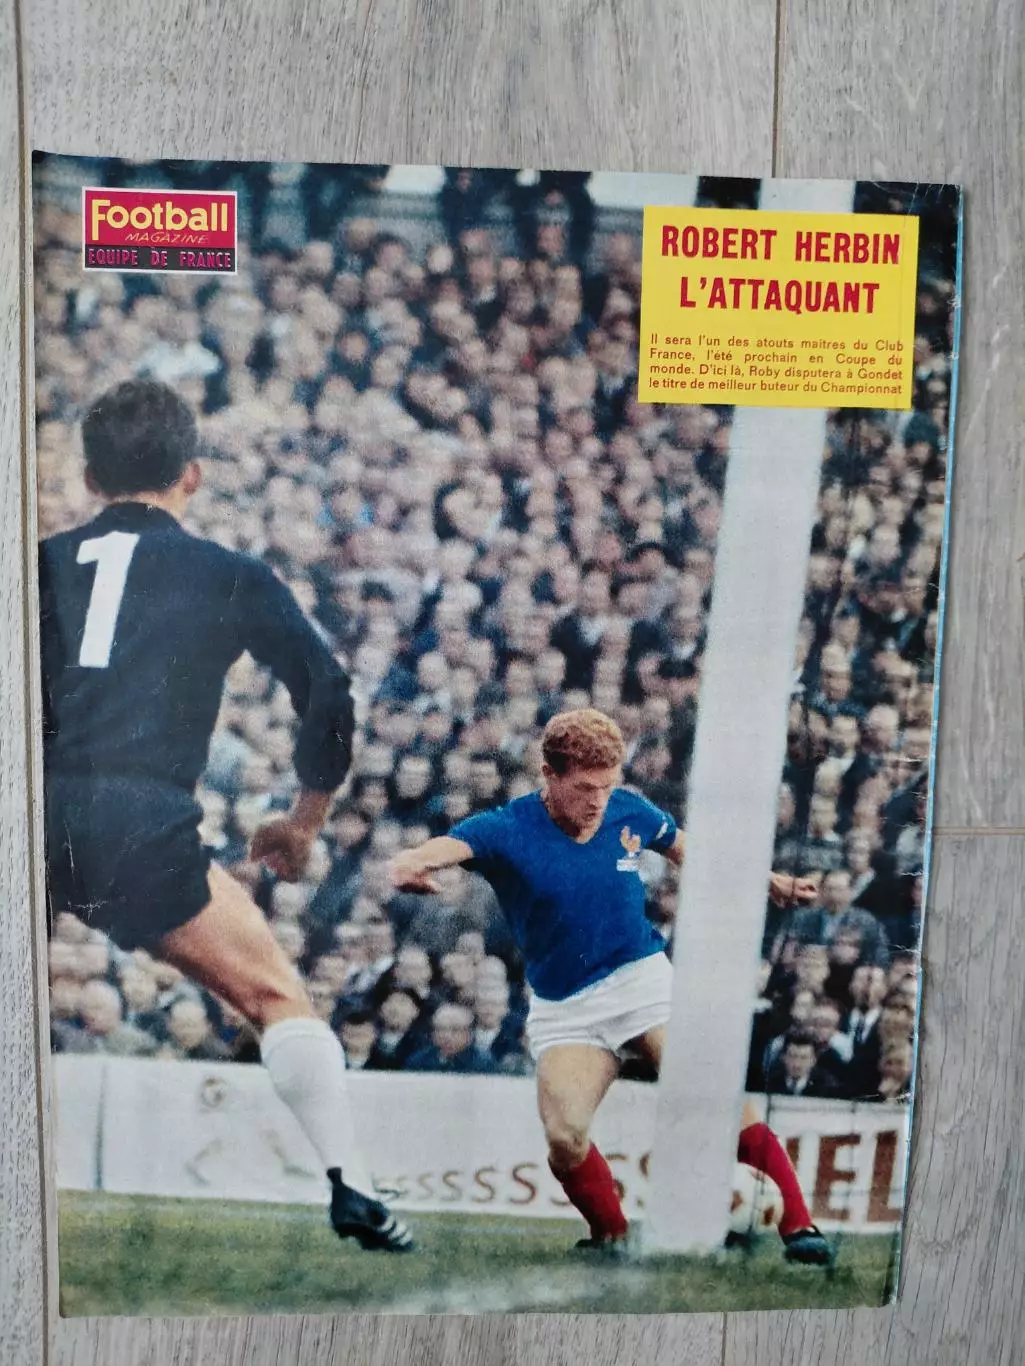 Football
MAGAZINE
EQUIPE DE FRANCE
ROBERT HERBIN
L'ATTAQUANT
Il sera l'un des atouts maitres du Club
France, l'été prochain en Coupe du
monde. D'ici là, Roby disputera à Gondet
le titre de meilleur buteur du Championnat
1